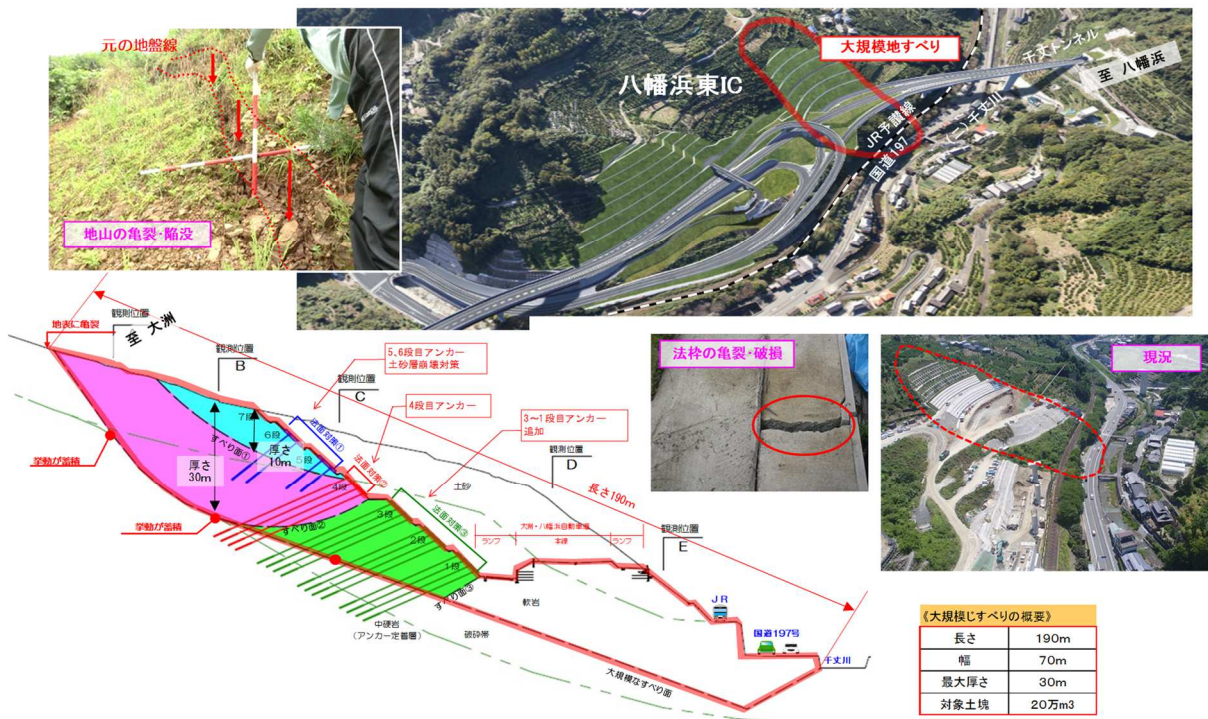 元の地盤線
地山の亀裂・陥没
大規模地すべり
八幡浜東IC
千丈トンネル
至 八幡浜
JR予讃線
国道197
(二)千丈川
地表に亀裂
観測位置
至 大洲
観測位置
B
5、6段目アンカー
土砂層崩壊対策
観測位置
C
4段目アンカー
3~1段目アンカー
追加
観測位置
D
法枠の亀裂・破損
現況
7段
6段
5段
4段
3段
2段
1段
すべり面①
厚さ
10m
厚さ
30m
法面対策①
法面対策②
法面対策③
挙動が蓄積
挙動が蓄積
すべり面②
すべり面③
土砂
長さ190m
大洲・八幡浜自動車道
ランプ
本線
ランプ
観測位置
E
軟岩
中硬岩
(アンカー定着層)
破砕帯
大規模なすべり面
JR
国道197号
千丈川
《大規模じすべりの概要》
長さ 190m
幅 70m
最大厚さ 30m
対象土塊 20万m3